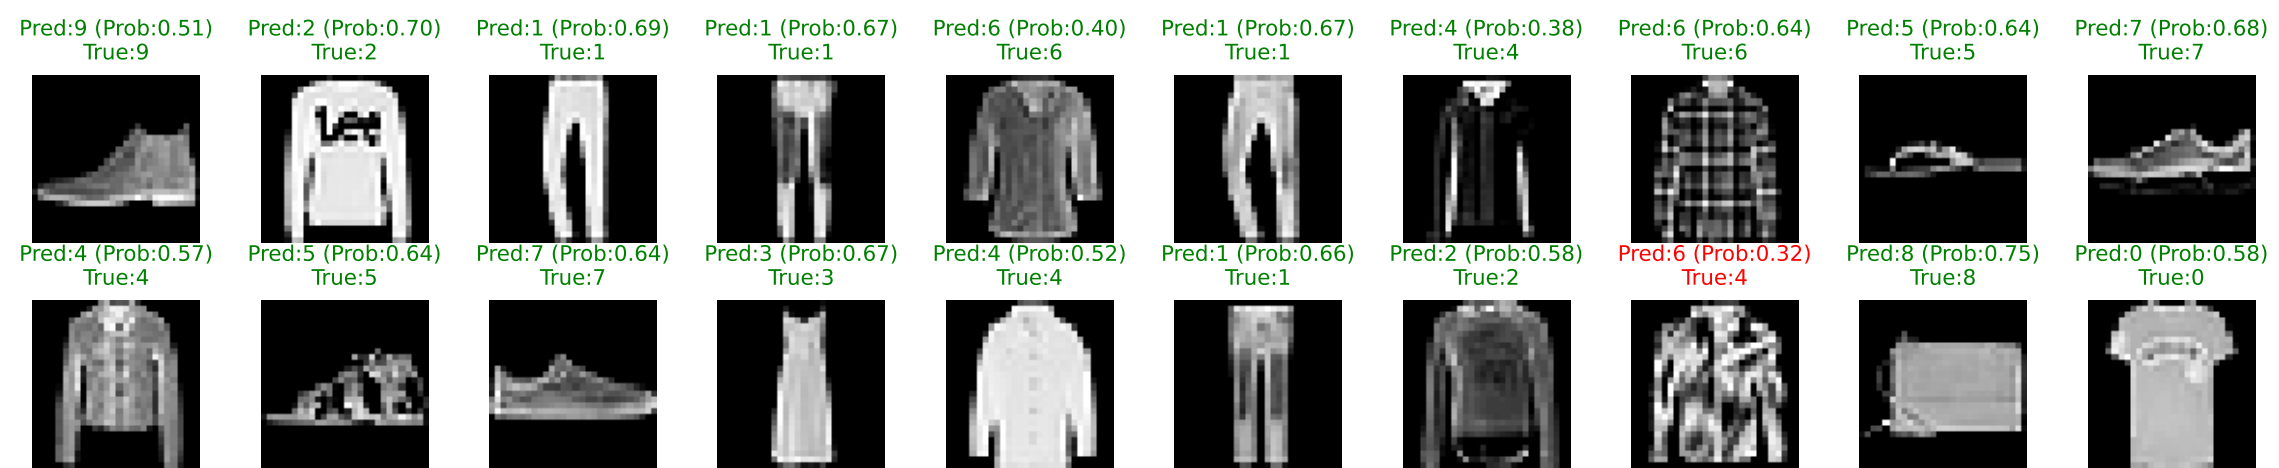 Pred:9 (Prob:0.51) Pred:2 (Prob:0.70) Pred:1 (Prob:0.69) Pred:1 (Prob:0.67) Pred:6 (Prob:0.40) Pred:1 (Prob:0.67) Pred:4 (Prob:0.38) Pred:6 (Prob:0.64) Pred:5 (Prob:0.64) Pred:7 (Prob:0.68)
True:9 True:2 True:1 True:1 True:6 True:1 True:4 True:6 True:5 True:7
Lee
Pred:4 (Prob:0.57) Pred:5 (Prob:0.64) Pred:7 (Prob:0.64) Pred:3 (Prob:0.67) Pred:4 (Prob:0.52) Pred:1 (Prob:0.66) Pred:2 (Prob:0.58) Pred:6 (Prob:0.32) Pred:8 (Prob:0.75) Pred:0 (Prob:0.58)
True:4 True:5 True:7 True:3 True:4 True:1 True:2 True:4 True:8 True:0